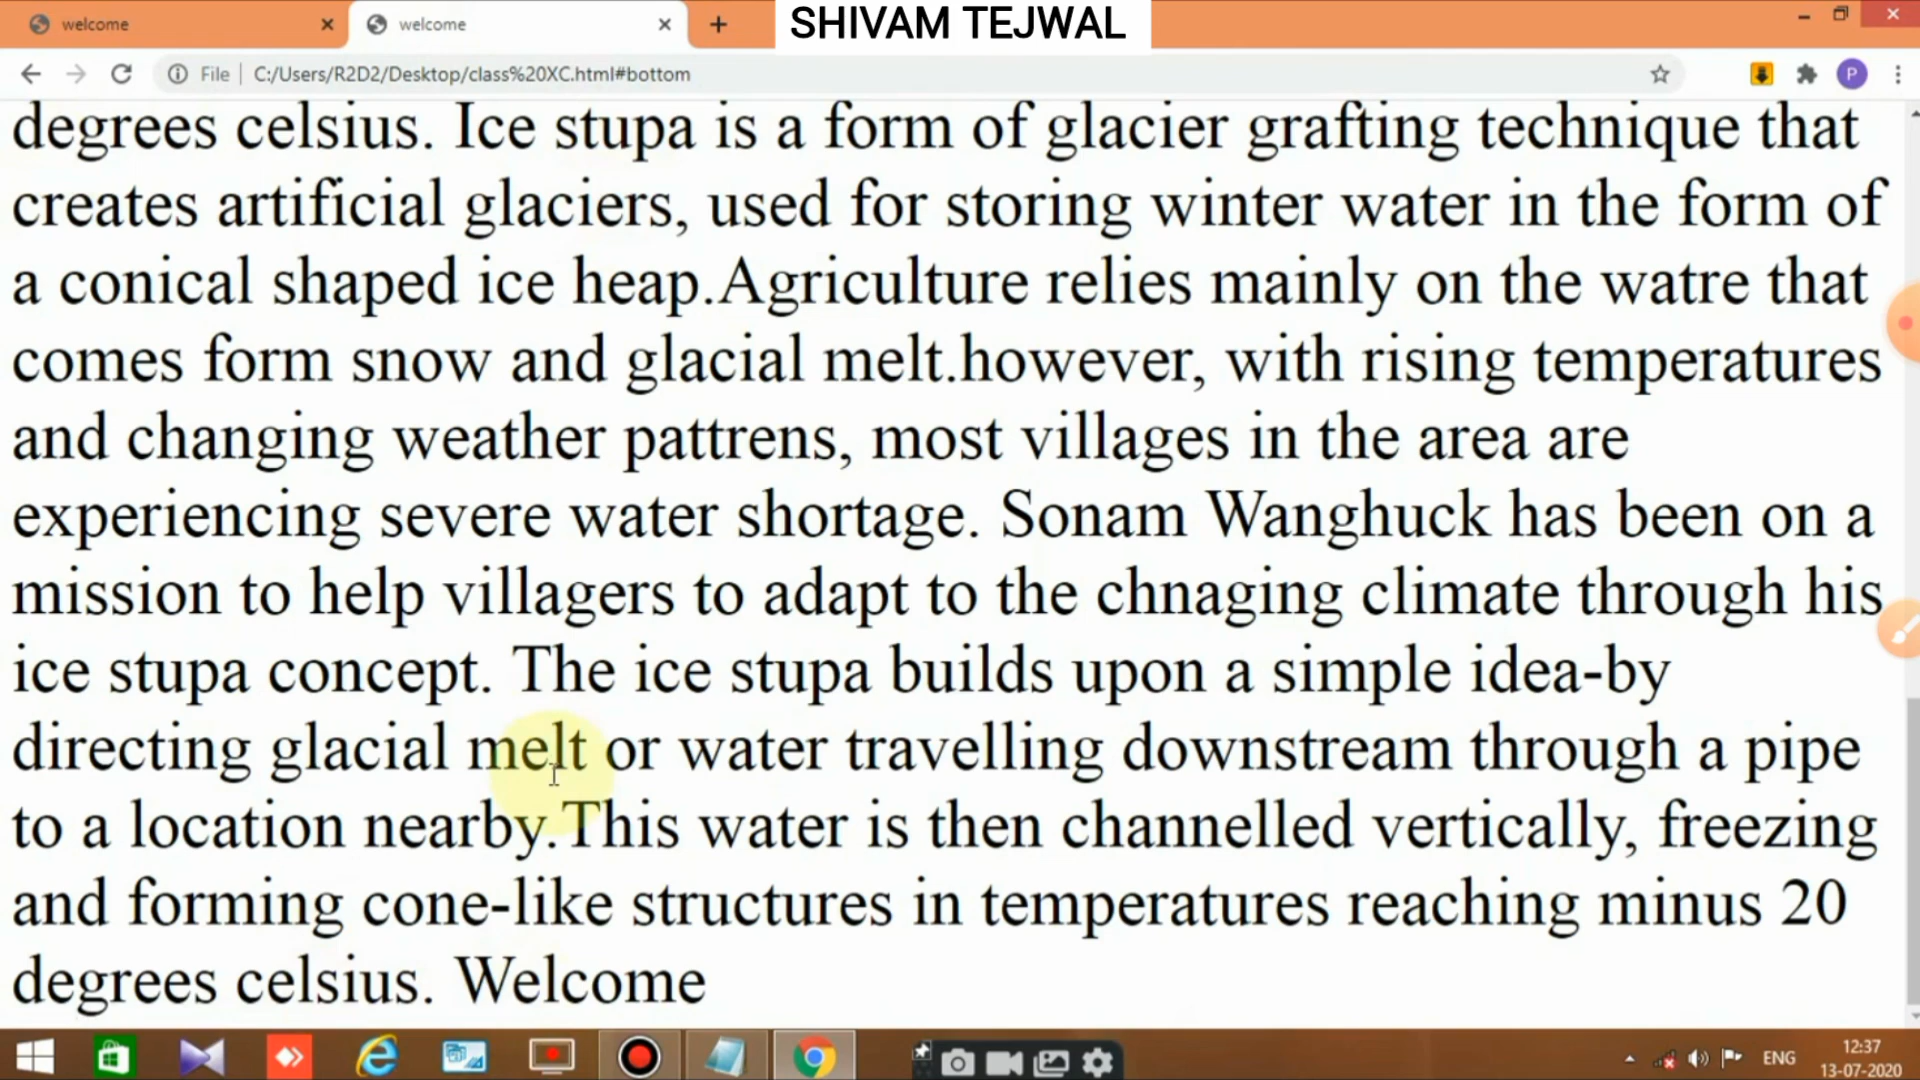 welcome
welcome
SHIVAM TEJWAL
File
C:/Users/R2D2/Desktop/class%20XC.html#bottom
P
degrees celsius. Ice stupa is a form of glacier grafting technique that
creates artificial glaciers, used for storing winter water in the form of
a conical shaped ice heap.Agriculture relies mainly on the watre that
comes form snow and glacial melt.however, with rising temperatures
and changing weather pattrens, most villages in the area are
experiencing severe water shortage. Sonam Wanghuck has been on a
mission to help villagers to adapt to the chnaging climate through his
ice stupa concept. The ice stupa builds upon a simple idea-by
directing glacial melt or water travelling downstream through a pipe
to a location nearby.This water is then channelled vertically, freezing
and forming cone-like structures in temperatures reaching minus 20
degrees celsius. Welcome
ENG
12:37
13-07-2020